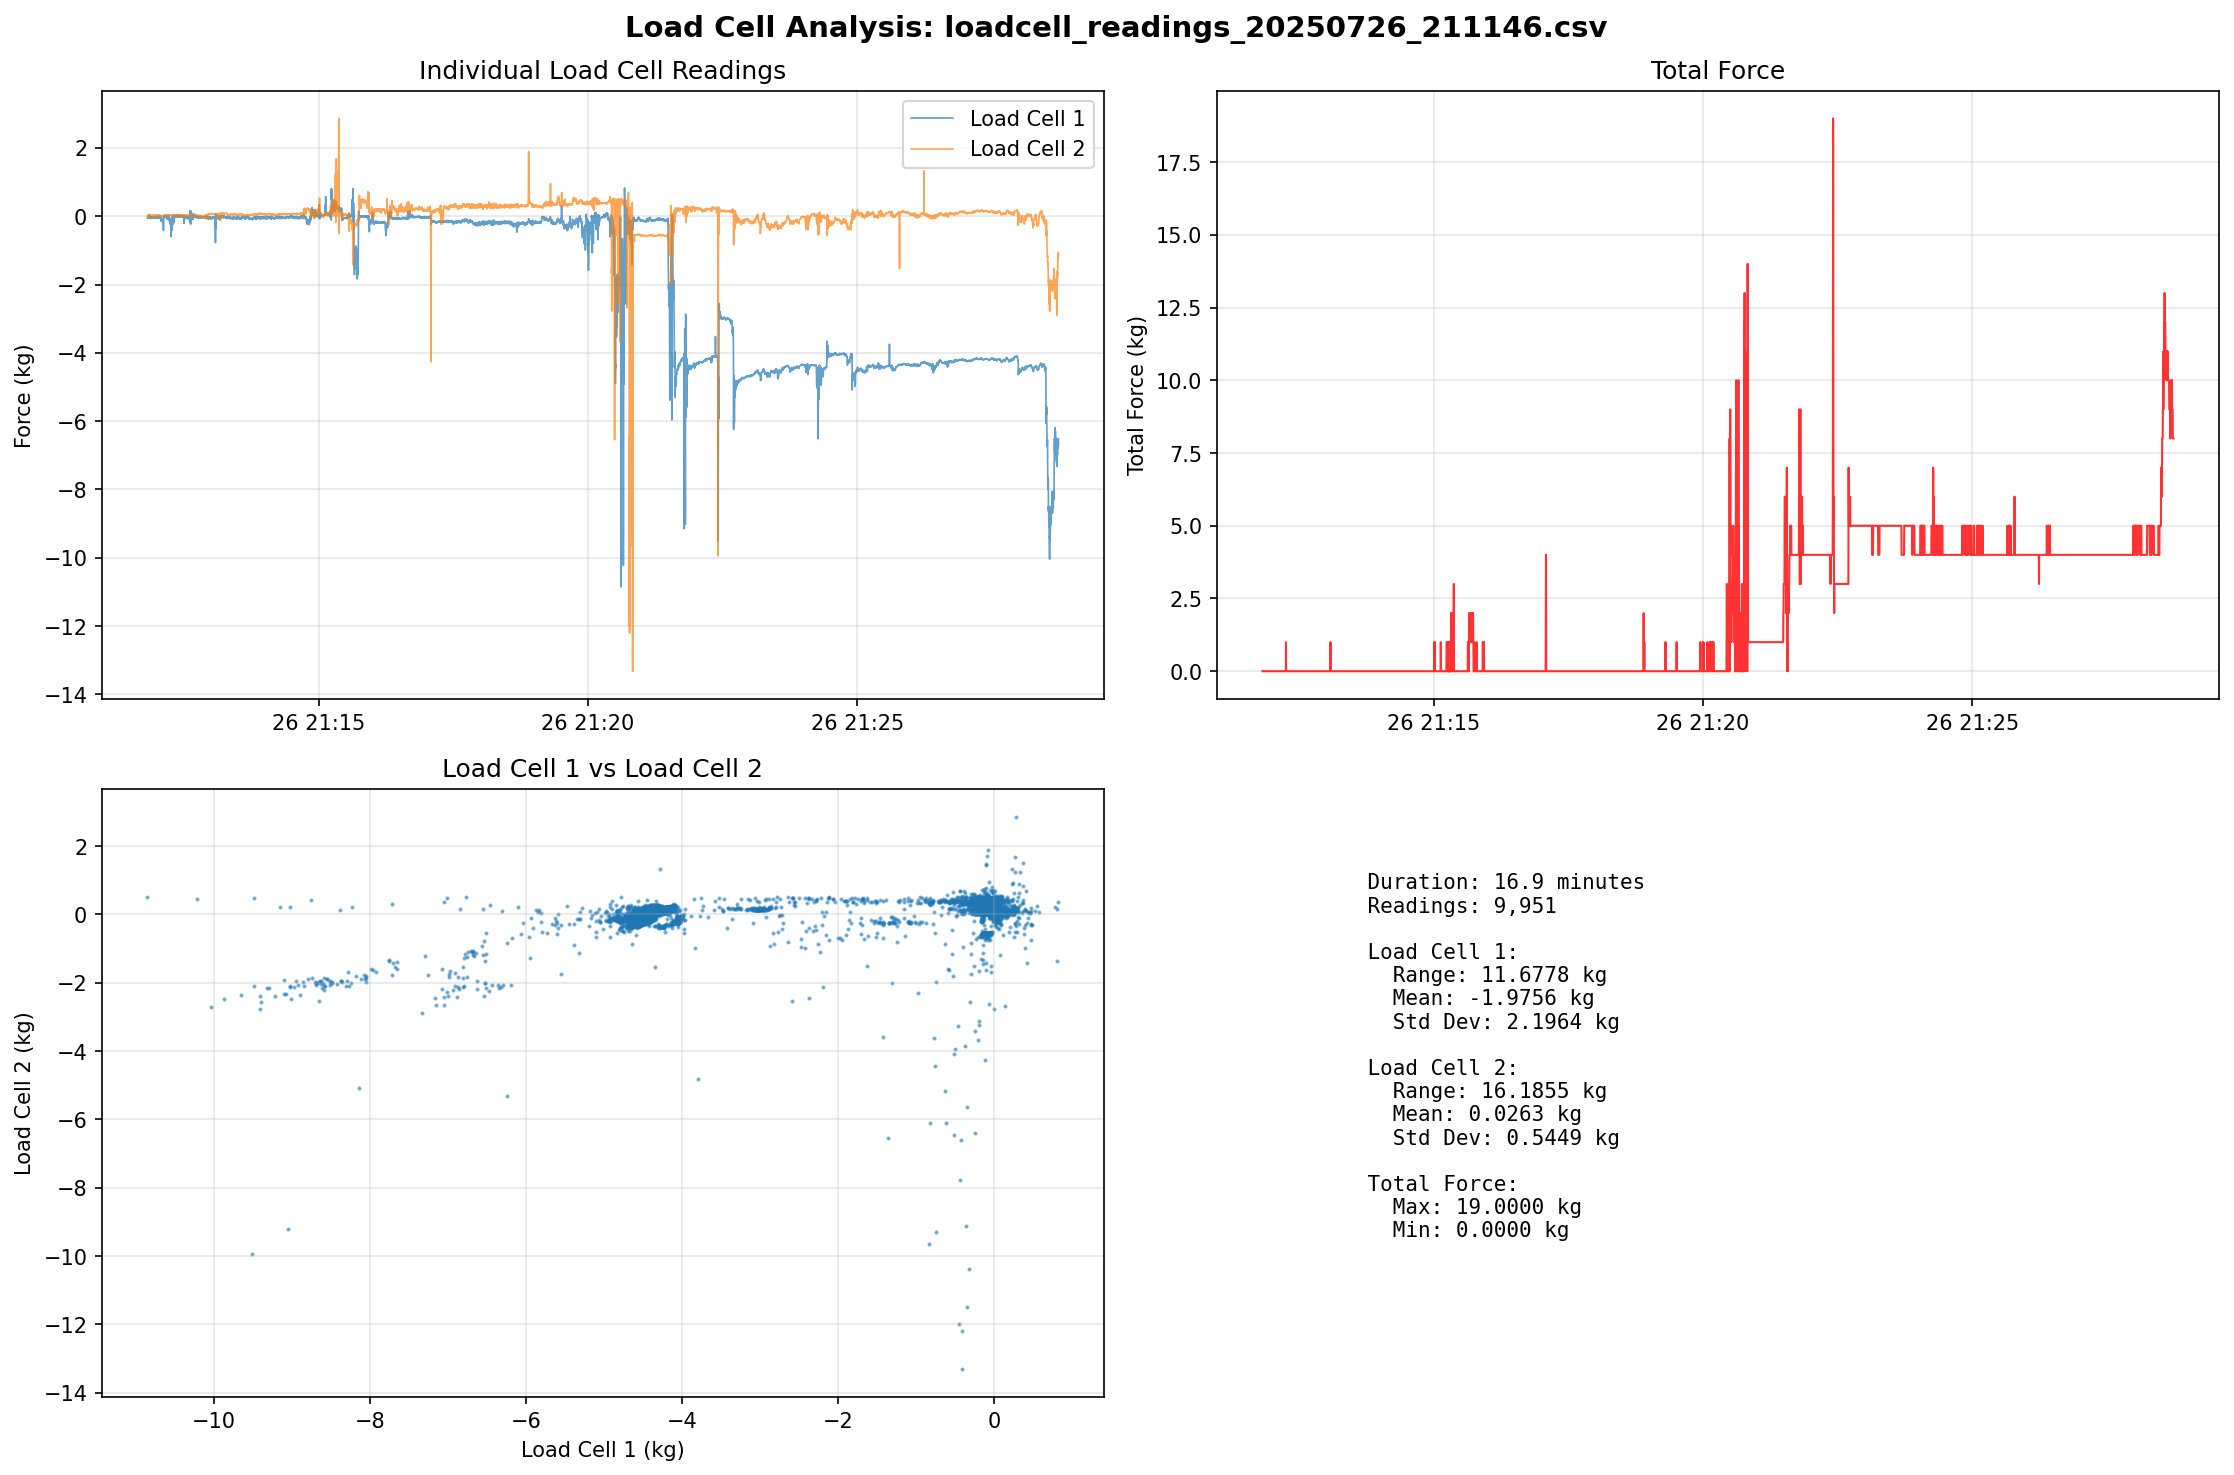 Load Cell Analysis: loadcell_readings_20250726_211146.csv
Individual Load Cell Readings
Load Cell 1
Load Cell 2
Force (kg)
2
0
−2
−4
−6
−8
−10
−12
−14
26 21:15
26 21:20
26 21:25
Total Force
Total Force (kg)
17.5
15.0
12.5
10.0
7.5
5.0
2.5
0.0
26 21:15
26 21:20
26 21:25
Load Cell 1 vs Load Cell 2
Load Cell 2 (kg)
2
0
−2
−4
−6
−8
−10
−12
−14
−10
−8
−6
−4
−2
0
Load Cell 1 (kg)
Duration: 16.9 minutes
Readings: 9,951
Load Cell 1:
Range: 11.6778 kg
Mean: -1.9756 kg
Std Dev: 2.1964 kg
Load Cell 2:
Range: 16.1855 kg
Mean: 0.0263 kg
Std Dev: 0.5449 kg
Total Force:
Max: 19.0000 kg
Min: 0.0000 kg